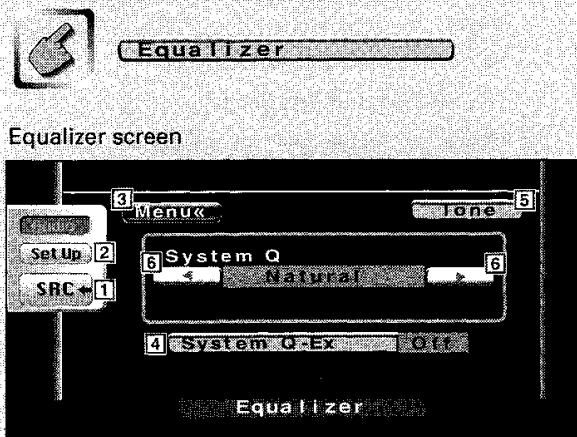 Equalizer
Equalizer screen
3 Menu«
Tone 5
Set Up 2
SRC 1
System Q
6 Natural 6
4 System Q-Ex Off
Equalizer